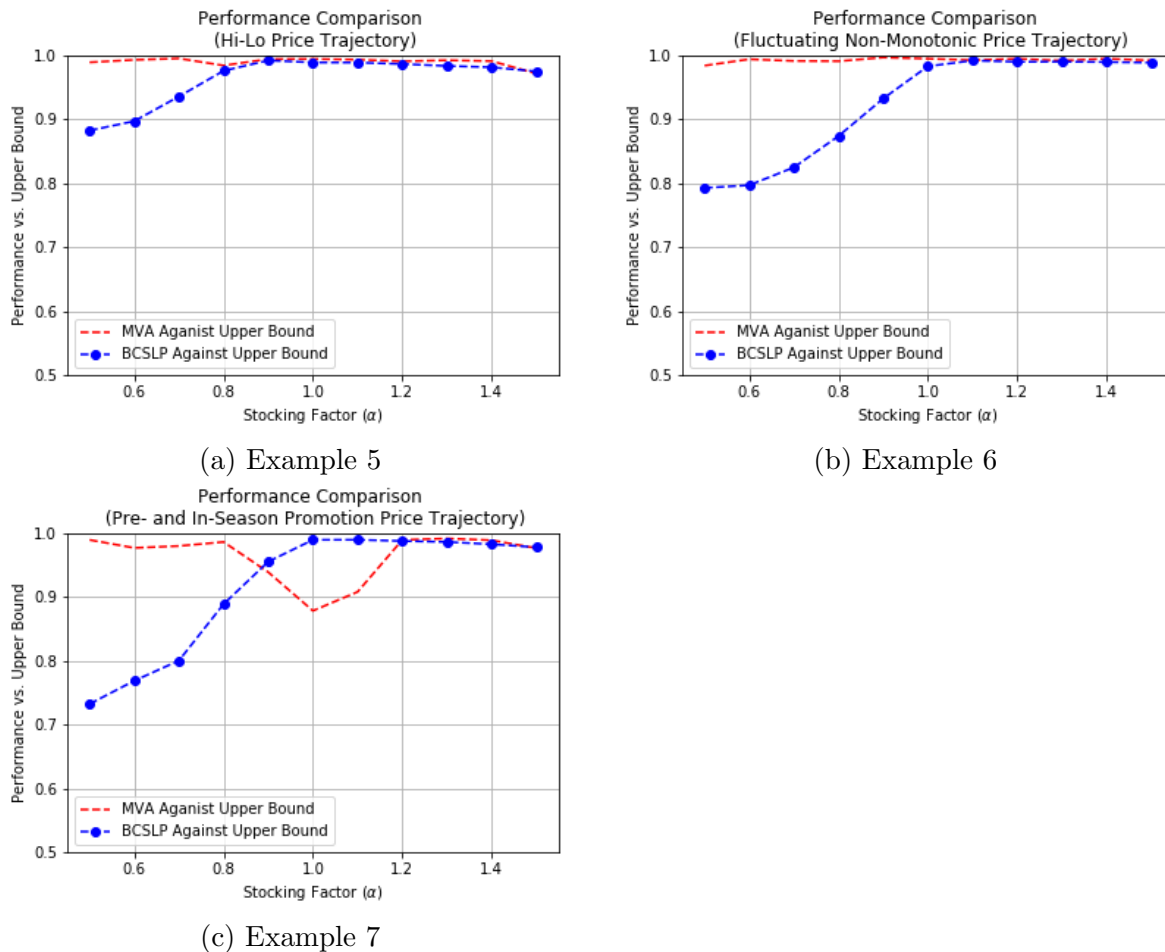 Performance Comparison
(Hi-Lo Price Trajectory)
1.0
0.9
0.8
0.7
0.6
0.5
Performance vs. Upper Bound
MVA Aganist Upper Bound
BCSLP Against Upper Bound
0.6 0.8 1.0 1.2 1.4
Stocking Factor (α)
(a) Example 5
Performance Comparison
(Fluctuating Non-Monotonic Price Trajectory)
1.0
0.9
0.8
0.7
0.6
0.5
Performance vs. Upper Bound
MVA Aganist Upper Bound
BCSLP Against Upper Bound
0.6 0.8 1.0 1.2 1.4
Stocking Factor (α)
(b) Example 6
Performance Comparison
(Pre- and In-Season Promotion Price Trajectory)
1.0
0.9
0.8
0.7
0.6
0.5
Performance vs. Upper Bound
MVA Aganist Upper Bound
BCSLP Against Upper Bound
0.6 0.8 1.0 1.2 1.4
Stocking Factor (α)
(c) Example 7